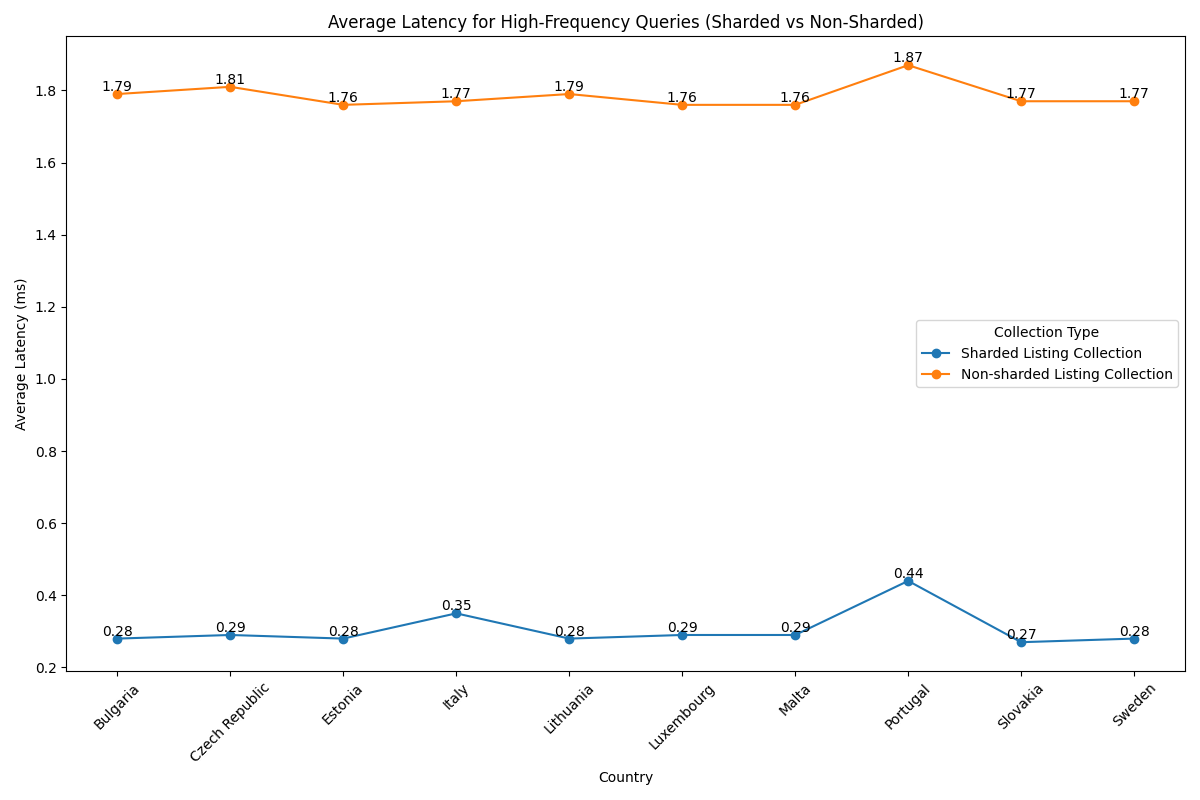 Average Latency for High-Frequency Queries (Sharded vs Non-Sharded)
1.79 1.81 1.76 1.77 1.79 1.76 1.76 1.87 1.77 1.77
1.8
1.6
1.4
1.2
1.0
0.8
0.6
0.4
0.2
Average Latency (ms)
Collection Type
Sharded Listing Collection
Non-sharded Listing Collection
0.28 0.29 0.28 0.35 0.28 0.29 0.29 0.44 0.27 0.28
Bulgaria
Czech Republic
Estonia
Italy
Lithuania
Luxembourg
Malta
Portugal
Slovakia
Sweden
Country